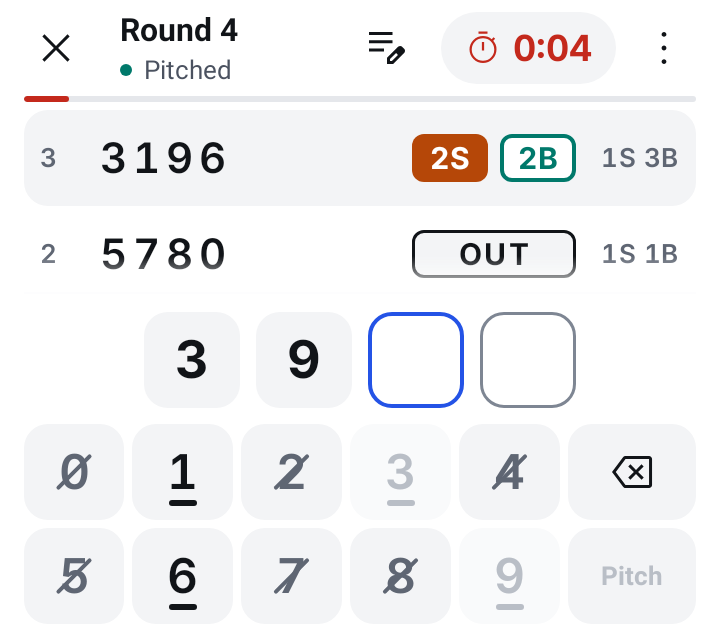 Round 4
Pitched
0:04
3 3196 2S 2B 1S 3B
2 5780 OUT 1S 1B
3 9
0 1 2 3 4
5 6 7 8 9 Pitch